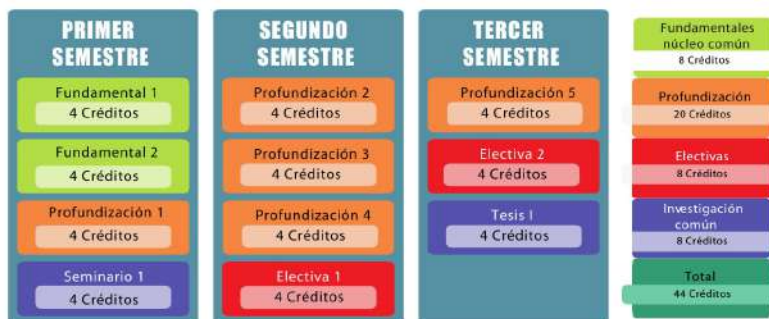 PRIMER
SEMESTRE
Fundamental 1
4 Créditos
Fundamental 2
4 Créditos
Profundización 1
4 Créditos
Seminario 1
4 Créditos
SEGUNDO
SEMESTRE
Profundización 2
4 Créditos
Profundización 3
4 Créditos
Profundización 4
4 Créditos
Electiva 1
4 Créditos
TERCER
SEMESTRE
Profundización 5
4 Créditos
Electiva 2
4 Créditos
Tesis I
4 Créditos
Fundamentales
núcleo común
8 Créditos
Profundización
20 Créditos
Electivas
8 Créditos
Investigación
común
8 Créditos
Total
44 Créditos